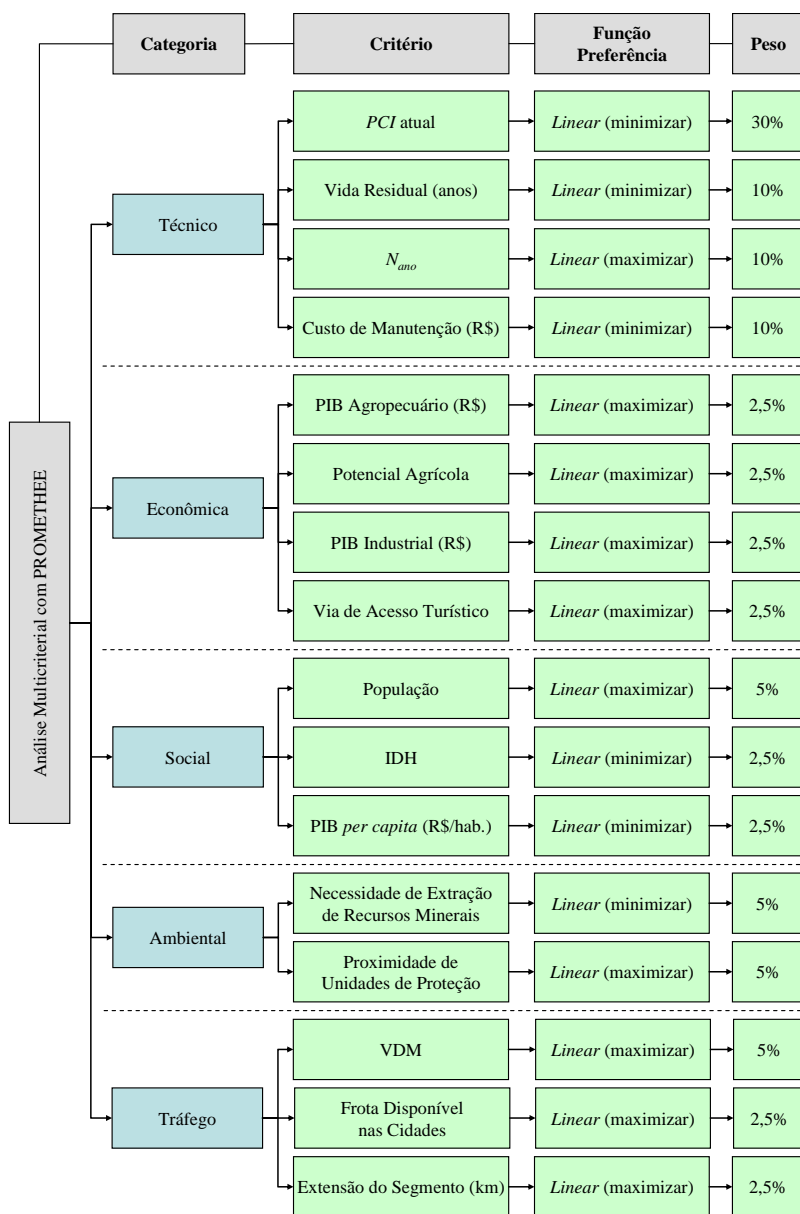 Categoria
Critério
Função
Preferência
Peso
Análise Multicriterial com PROMETHEE
Técnico
PCI atual
Linear (minimizar)
30%
Vida Residual (anos)
Linear (minimizar)
10%
N_ano
Linear (maximizar)
10%
Custo de Manutenção (R$)
Linear (minimizar)
10%
Econômica
PIB Agropecuário (R$)
Linear (maximizar)
2,5%
Potencial Agrícola
Linear (maximizar)
2,5%
PIB Industrial (R$)
Linear (maximizar)
2,5%
Via de Acesso Turístico
Linear (maximizar)
2,5%
Social
População
Linear (maximizar)
5%
IDH
Linear (minimizar)
2,5%
PIB per capita (R$/hab.)
Linear (minimizar)
2,5%
Ambiental
Necessidade de Extração
de Recursos Minerais
Linear (minimizar)
5%
Proximidade de
Unidades de Proteção
Linear (maximizar)
5%
Tráfego
VDM
Linear (maximizar)
5%
Frota Disponível
nas Cidades
Linear (maximizar)
2,5%
Extensão do Segmento (km)
Linear (maximizar)
2,5%